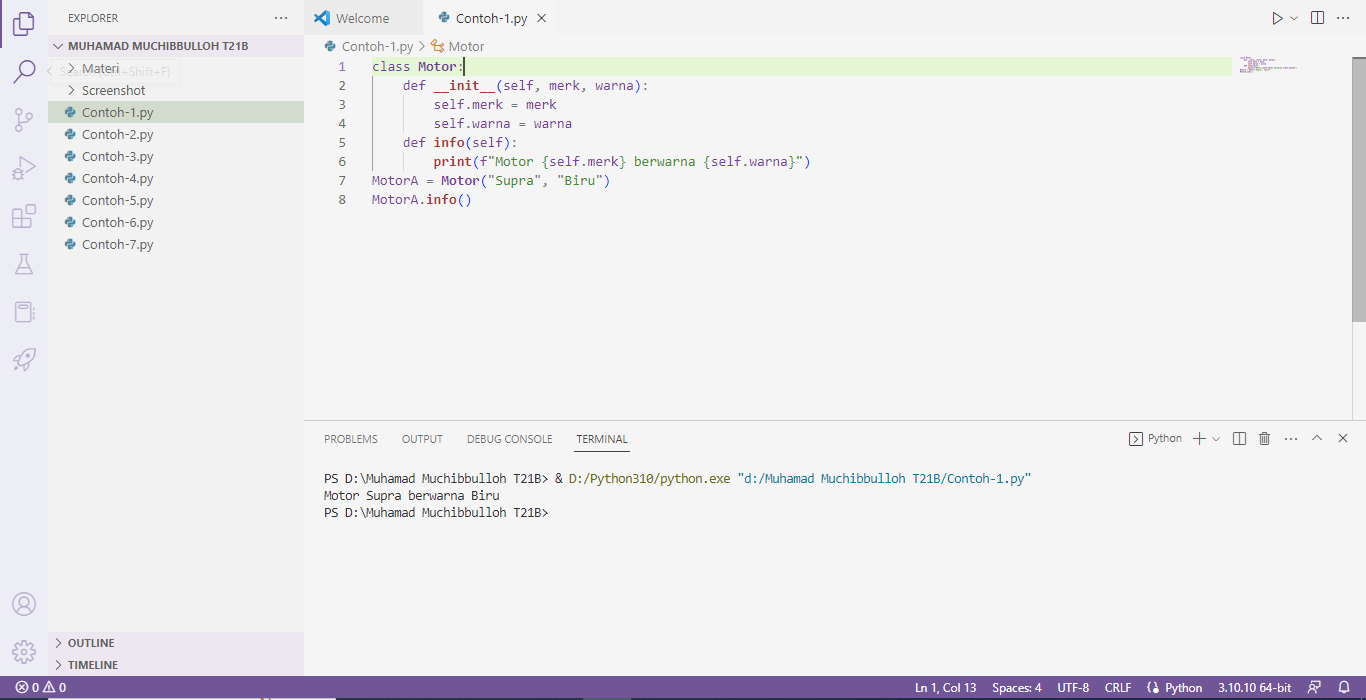 EXPLORER
MUHAMAD MUCHIBBULLOH T21B
Materi
Screenshot
Contoh-1.py
Contoh-2.py
Contoh-3.py
Contoh-4.py
Contoh-5.py
Contoh-6.py
Contoh-7.py
OUTLINE
TIMELINE
Welcome
Contoh-1.py
Contoh-1.py > Motor
1 class Motor:
2     def __init__(self, merk, warna):
3         self.merk = merk
4         self.warna = warna
5     def info(self):
6         print(f"Motor {self.merk} berwarna {self.warna}")
7 MotorA = Motor("Supra", "Biru")
8 MotorA.info()
PROBLEMS OUTPUT DEBUG CONSOLE TERMINAL
Python
PS D:\Muhamad Muchibbulloh T21B> & D:/Python310/python.exe "d:/Muhamad Muchibbulloh T21B/Contoh-1.py"
Motor Supra berwarna Biru
PS D:\Muhamad Muchibbulloh T21B>
0 0 Ln 1, Col 13 Spaces: 4 UTF-8 CRLF Python 3.10.10 64-bit